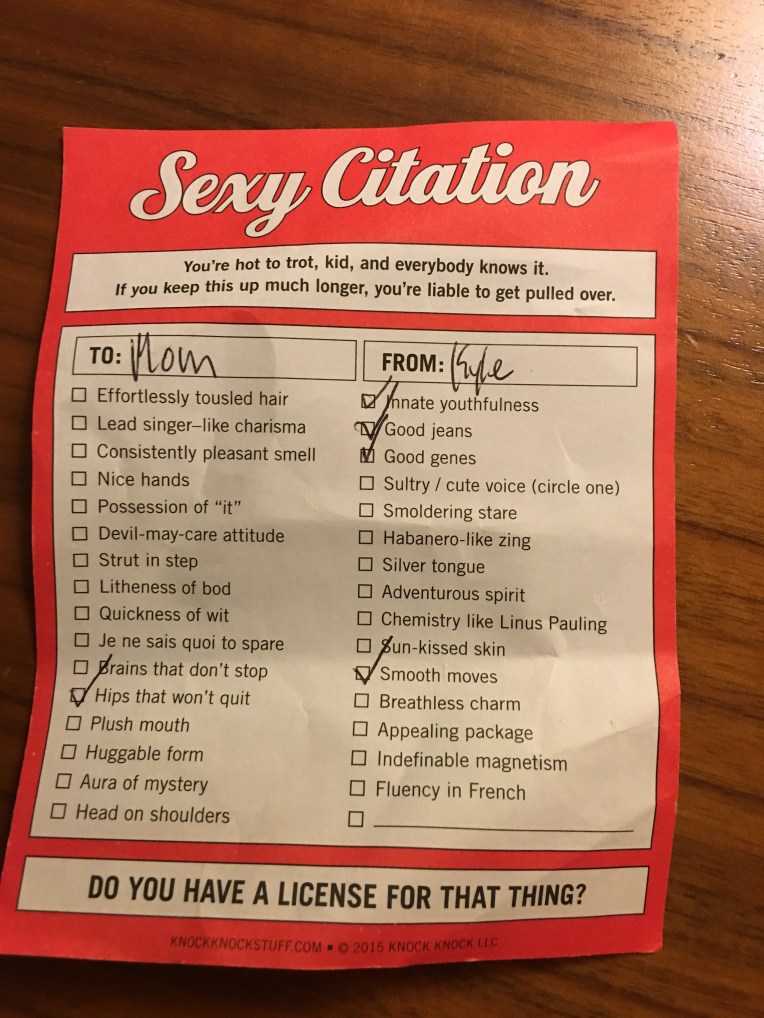 Sexy Citation
You're hot to trot, kid, and everybody knows it.
If you keep this up much longer, you're liable to get pulled over.
TO: Mom
Effortlessly tousled hair
Lead singer–like charisma
Consistently pleasant smell
Nice hands
Possession of "it"
Devil-may-care attitude
Strut in step
Litheness of bod
Quickness of wit
Je ne sais quoi to spare
Brains that don't stop
Hips that won't quit
Plush mouth
Huggable form
Aura of mystery
Head on shoulders
FROM: Kyle
Innate youthfulness
Good jeans
Good genes
Sultry / cute voice (circle one)
Smoldering stare
Habanero-like zing
Silver tongue
Adventurous spirit
Chemistry like Linus Pauling
Sun-kissed skin
Smooth moves
Breathless charm
Appealing package
Indefinable magnetism
Fluency in French
DO YOU HAVE A LICENSE FOR THAT THING?
KNOCKKNOCKSTUFF.COM ▪ © 2015 KNOCK KNOCK LLC